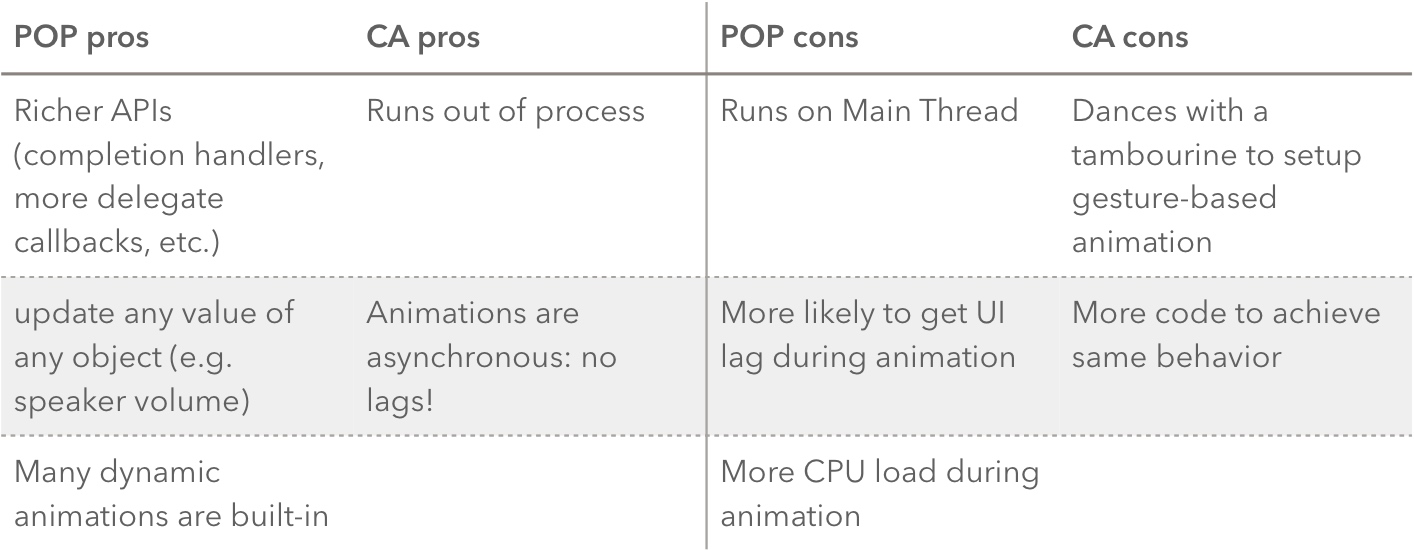 POP pros
CA pros
POP cons
CA cons
Richer APIs
(completion handlers,
more delegate
callbacks, etc.)
Runs out of process
Runs on Main Thread
Dances with a
tambourine to setup
gesture-based
animation
update any value of
any object (e.g.
speaker volume)
Animations are
asynchronous: no
lags!
More likely to get UI
lag during animation
More code to achieve
same behavior
Many dynamic
animations are built-in
More CPU load during
animation